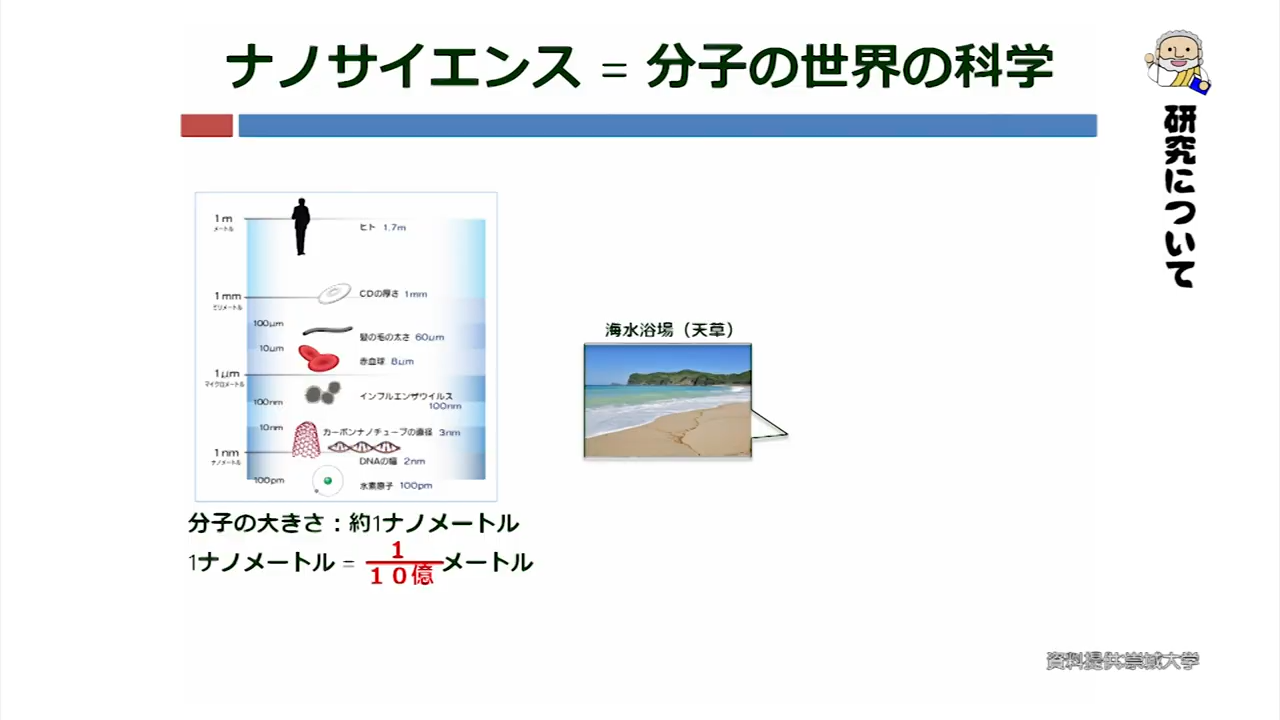 ナノサイエンス = 分子の世界の科学
研究について
1m
メートル
ヒト 1.7m
1mm
ミリメートル
CDの厚さ 1mm
100μm
髪の毛の太さ 60μm
10μm
赤血球 8μm
1μm
マイクロメートル
インフルエンザウイルス
100nm
100nm
10nm
カーボンナノチューブの直径 3nm
1nm
ナノメートル
DNAの幅 2nm
100pm
水素原子 100pm
海水浴場（天草）
分子の大きさ：約1ナノメートル
1ナノメートル = 1/10億 メートル
資料提供:崇城大学